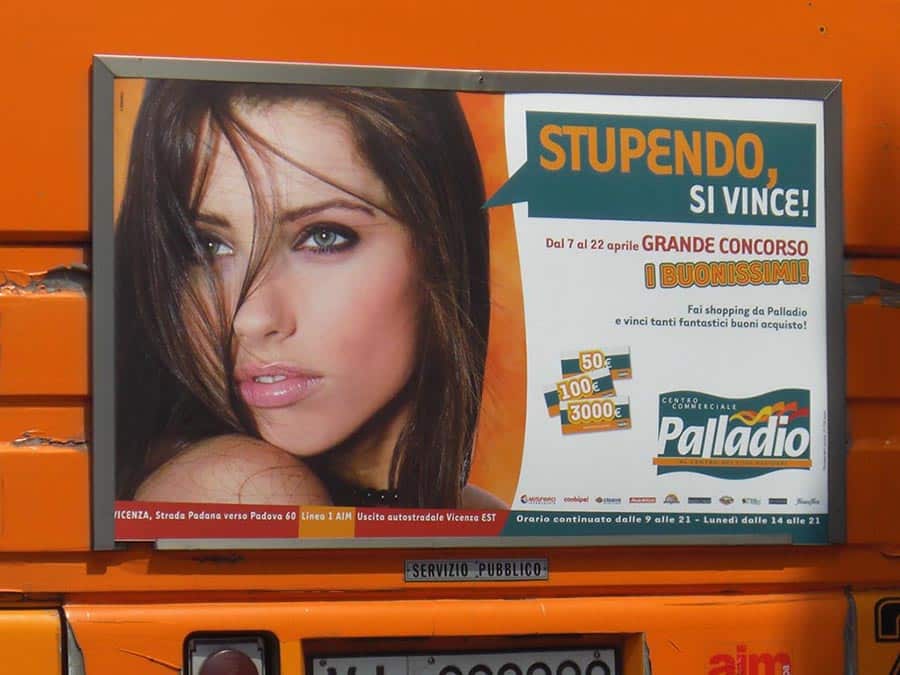 STUPENDO,
SI VINCE!
Dal 7 al 22 aprile GRANDE CONCORSO
I BUONISSIMI!
Fai shopping da Palladio
e vinci tanti fantastici buoni acquisto!
50€
100€
3000€
CENTRO
COMMERCIALE
Palladio
VICENZA, Strada Padana verso Padova 60 Linea 1 AIM Uscita autostradale Vicenza EST
Orario continuato dalle 9 alle 21 - Lunedì dalle 14 alle 21
SERVIZIO PUBBLICO
aim